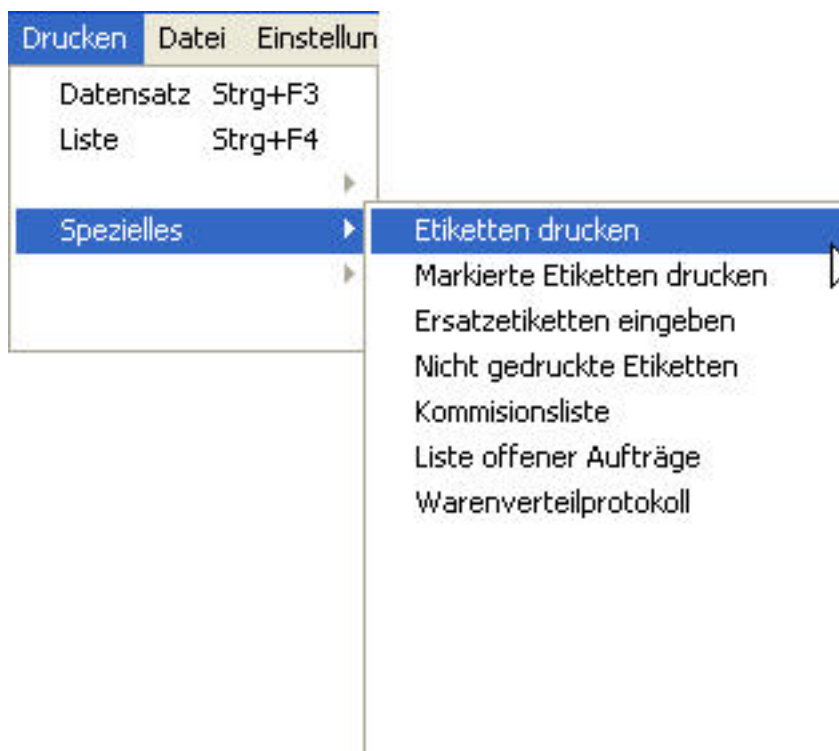 Drucken Datei Einstellun
Datensatz Strg+F3
Liste Strg+F4
Spezielles
Etiketten drucken
Markierte Etiketten drucken
Ersatzetiketten eingeben
Nicht gedruckte Etiketten
Kommisionsliste
Liste offener Aufträge
Warenverteilprotokoll